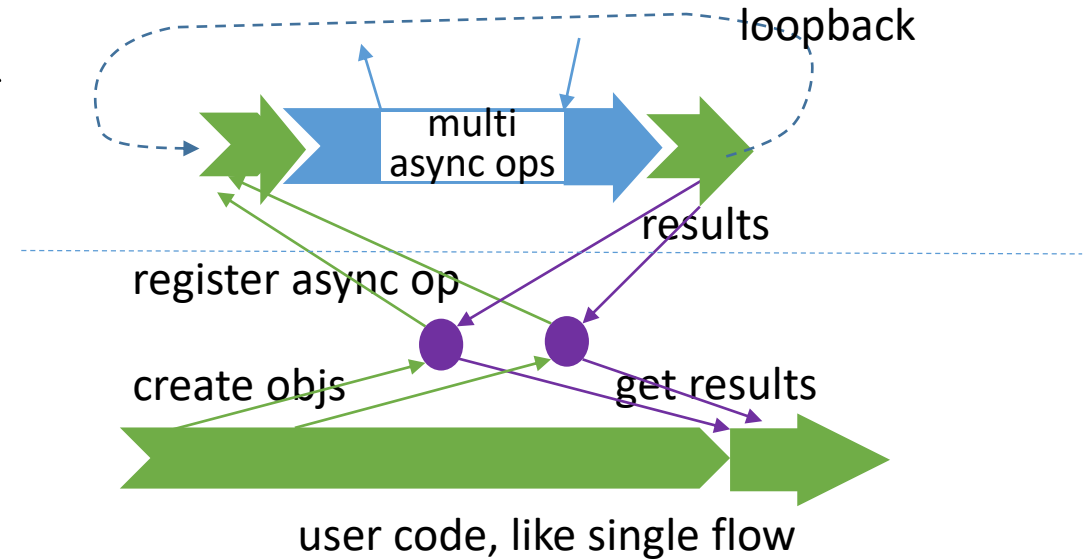 loopback
multi
async ops
results
register async op
create objs
get results
user code, like single flow